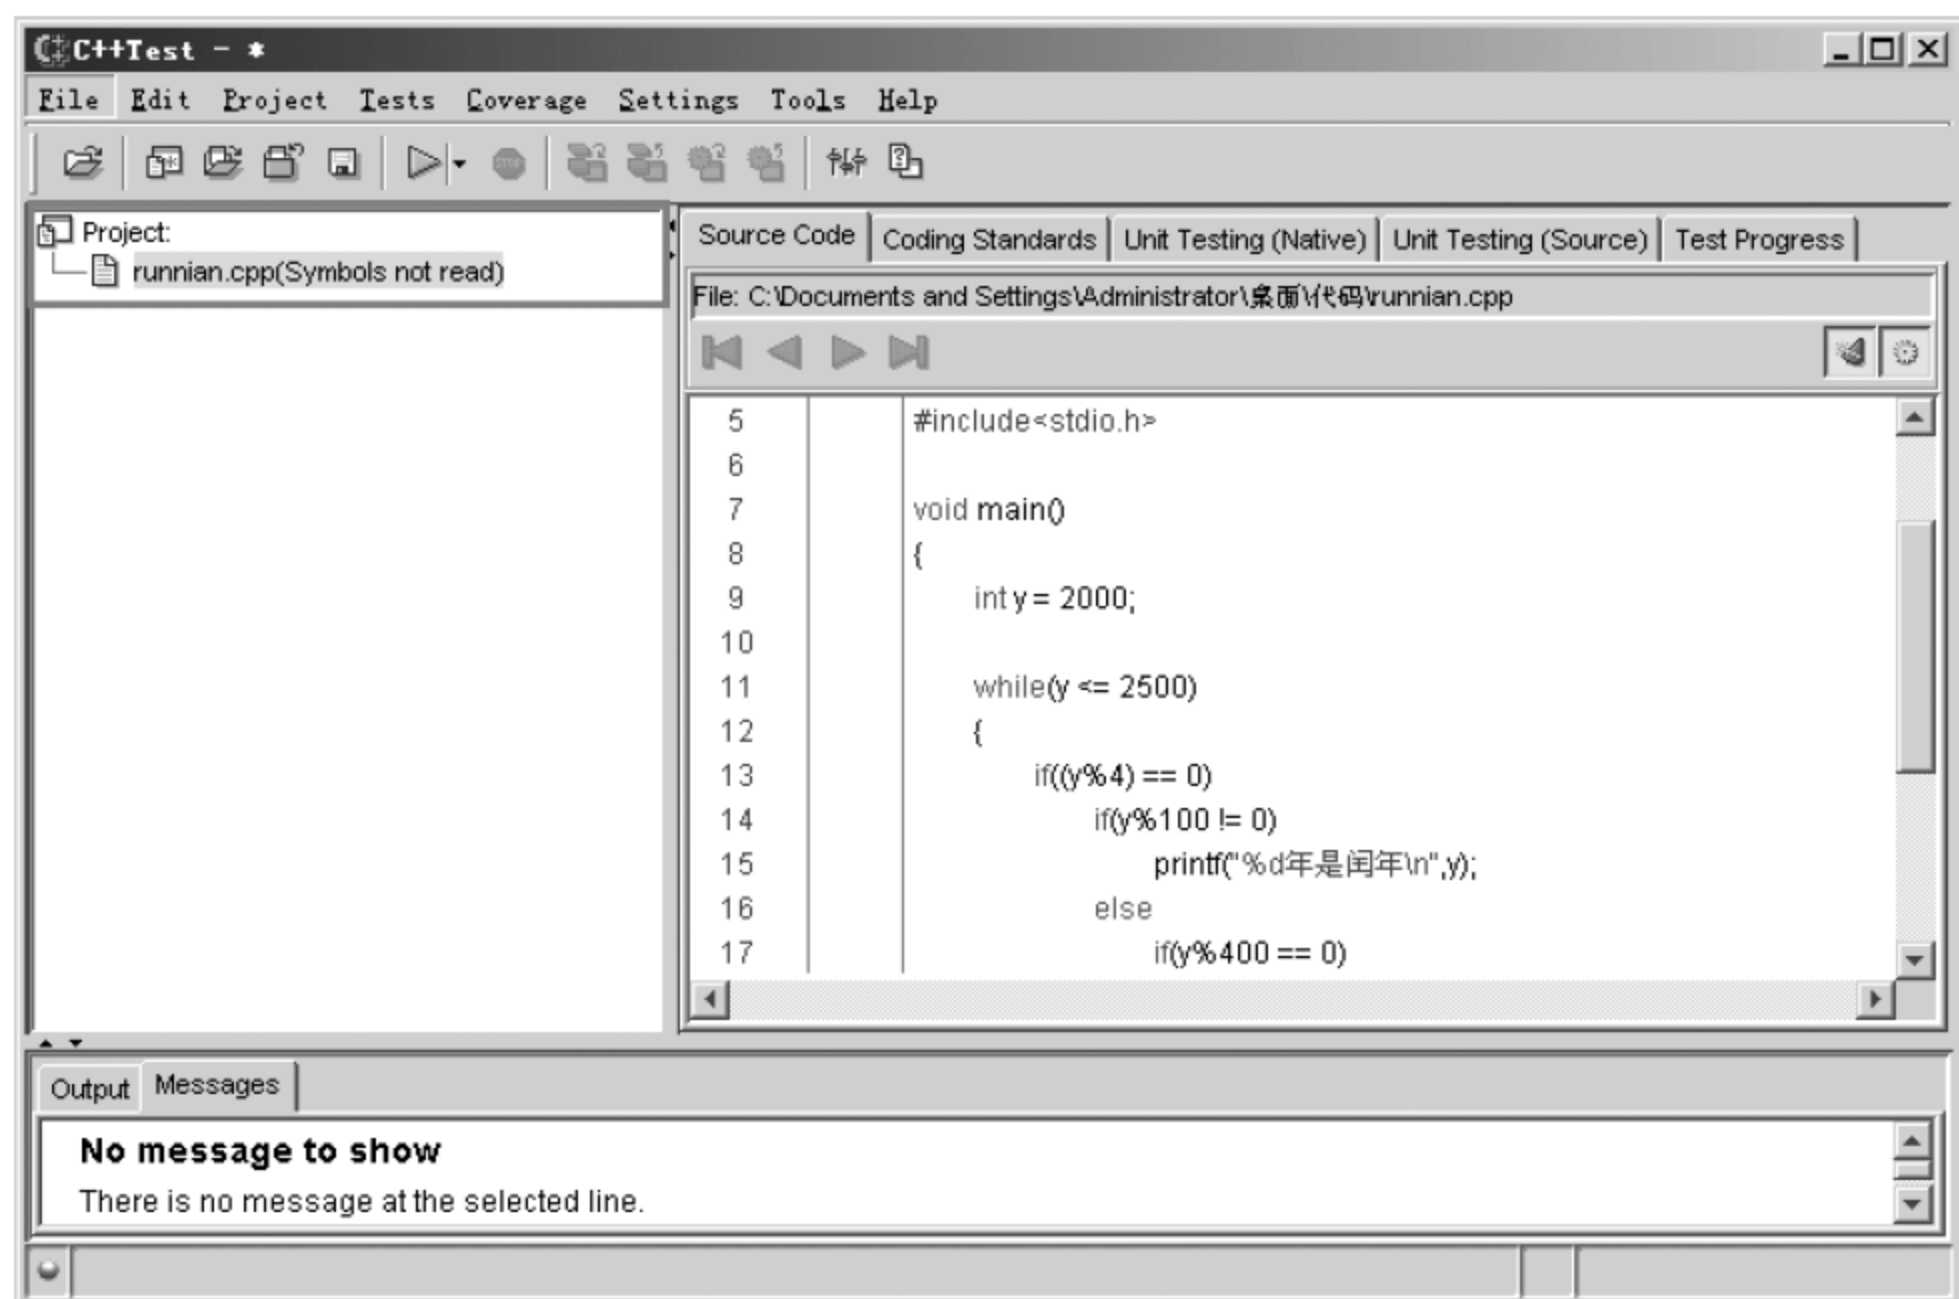 C++Test - *
File Edit Project Tests Coverage Settings Tools Help
Project:
runnian.cpp(Symbols not read)
Source Code Coding Standards Unit Testing (Native) Unit Testing (Source) Test Progress
File: C:\Documents and Settings\Administrator\桌面\代码\runnian.cpp
5 #include<stdio.h>
6
7 void main()
8 {
9 int y = 2000;
10
11 while(y <= 2500)
12 {
13 if((y%4) == 0)
14 if(y%100 != 0)
15 printf("%d年是闰年\n",y);
16 else
17 if(y%400 == 0)
Output Messages
No message to show
There is no message at the selected line.